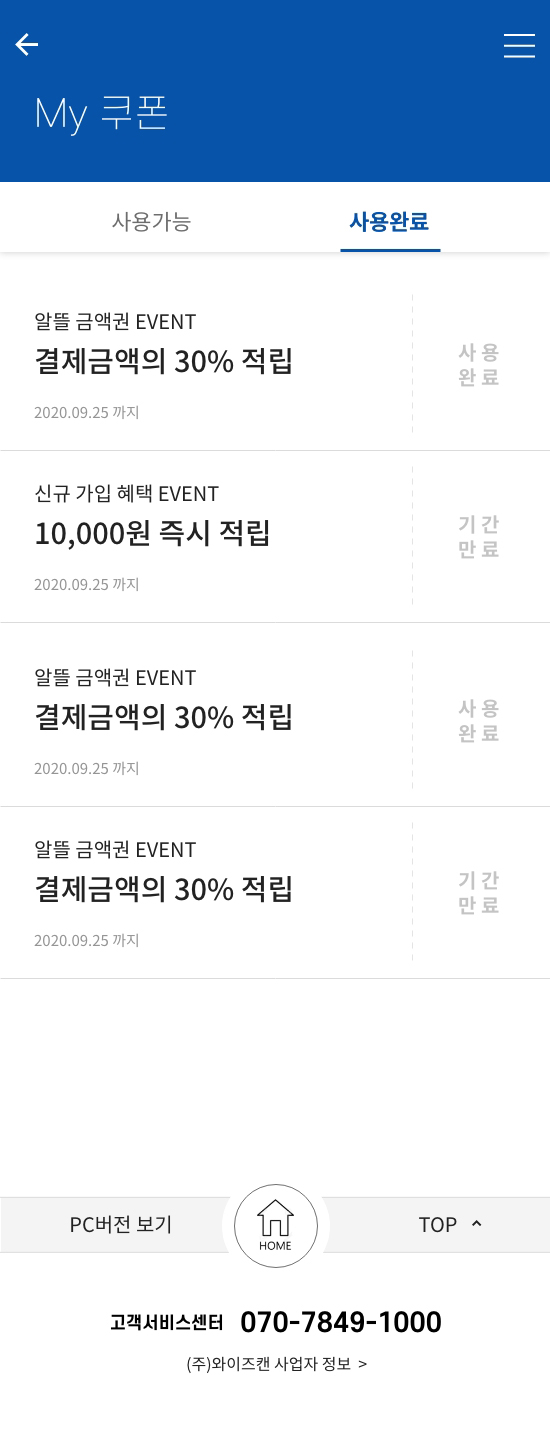 My 쿠폰
사용가능
사용완료
알뜰 금액권 EVENT
결제금액의 30% 적립
2020.09.25 까지
사 용
완 료
신규 가입 혜택 EVENT
10,000원 즉시 적립
2020.09.25 까지
기 간
만 료
알뜰 금액권 EVENT
결제금액의 30% 적립
2020.09.25 까지
사 용
완 료
알뜰 금액권 EVENT
결제금액의 30% 적립
2020.09.25 까지
기 간
만 료
PC버전 보기
HOME
TOP
고객서비스센터 070-7849-1000
(주)와이즈캔 사업자 정보 >